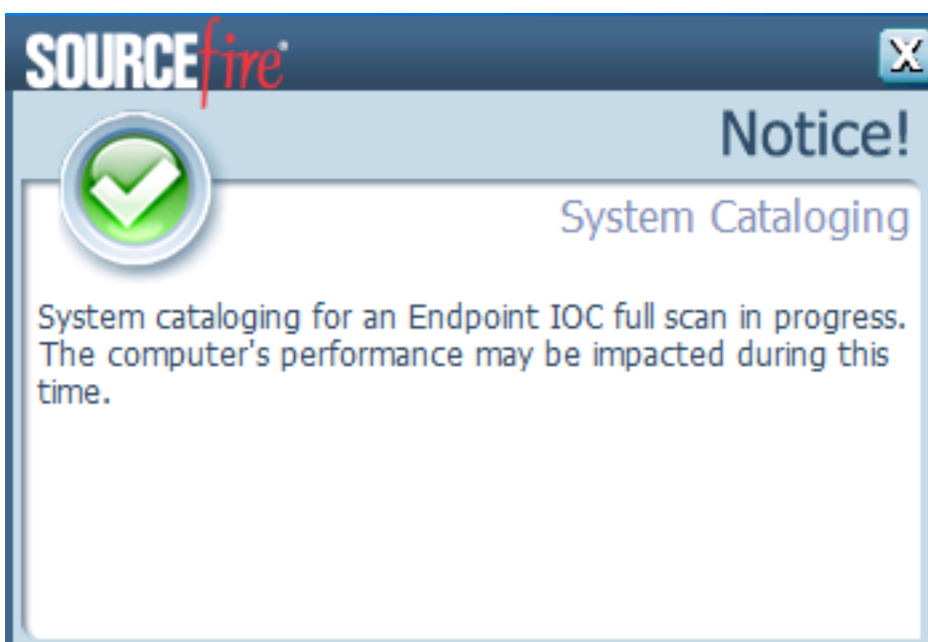 SOURCEfire®
X
Notice!
System Cataloging
System cataloging for an Endpoint IOC full scan in progress.
The computer's performance may be impacted during this
time.